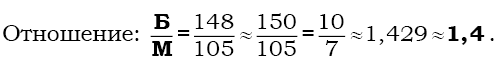 Отношение: Б/М = 148/105 ≈ 150/105 = 10/7 ≈ 1,429 ≈ 1,4.